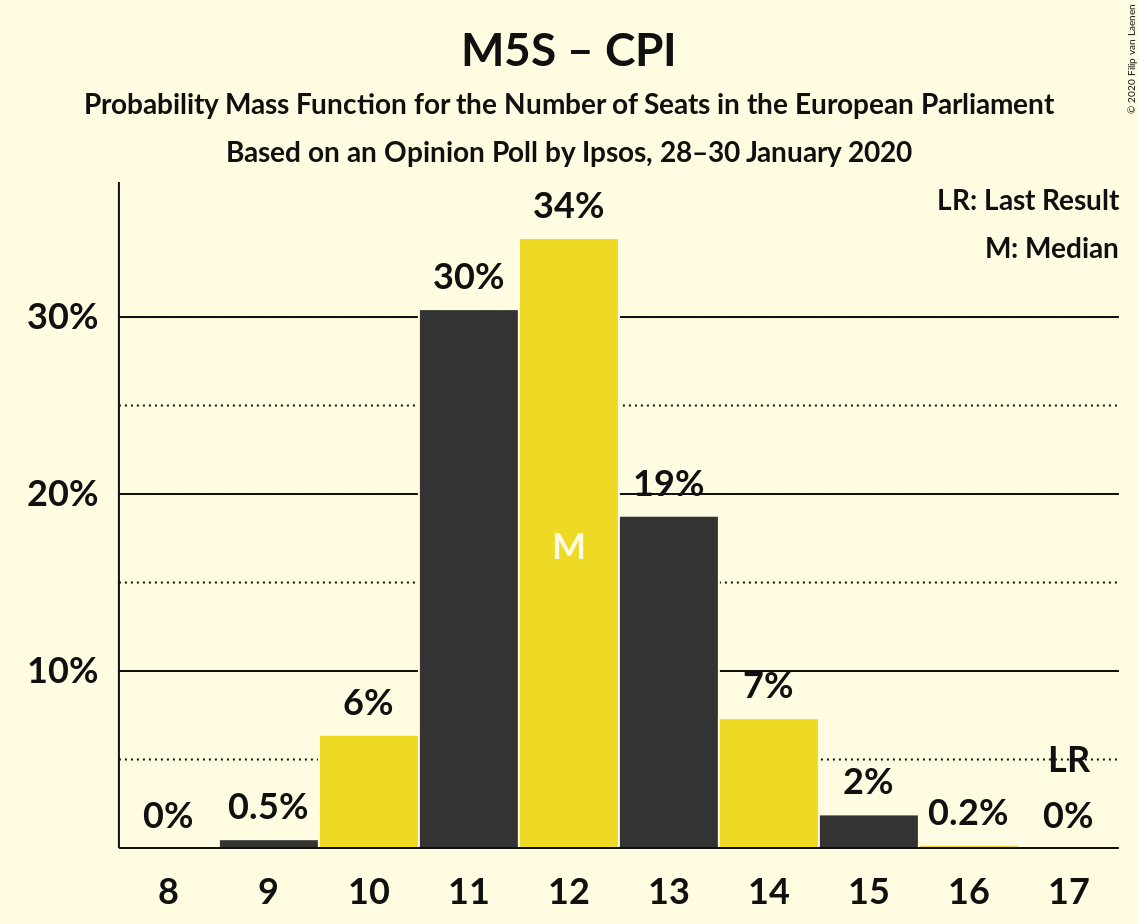 M5S – CPI
Probability Mass Function for the Number of Seats in the European Parliament
Based on an Opinion Poll by Ipsos, 28–30 January 2020
© 2020 Filip van Laenen
LR: Last Result
M: Median
34%
30%
30%
19%
20%
M
10%
7%
6%
LR
2%
0%
0.5%
0.2%
0%
8 9 10 11 12 13 14 15 16 17